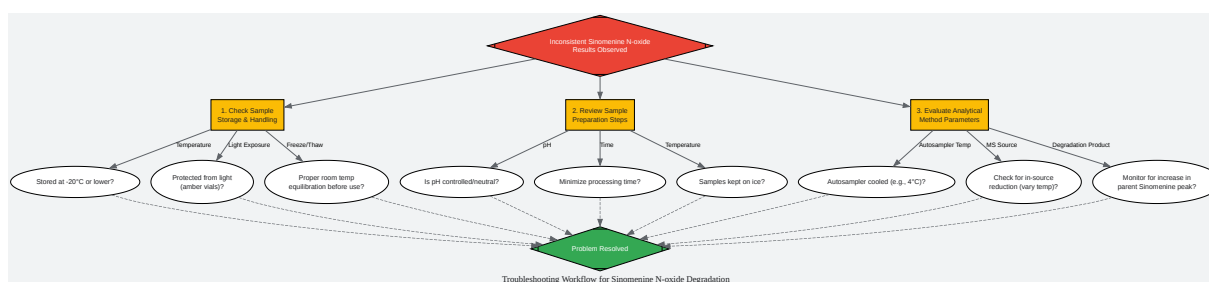 Inconsistent Sinomenine N-oxide
Results Observed
1. Check Sample
Storage & Handling
2. Review Sample
Preparation Steps
3. Evaluate Analytical
Method Parameters
Temperature
Light Exposure
Freeze/Thaw
pH
Time
Temperature
Autosampler Temp
MS Source
Degradation Product
Stored at -20°C or lower?
Protected from light
(amber vials)?
Proper room temp
equilibration before use?
Is pH controlled/neutral?
Minimize processing time?
Samples kept on ice?
Autosampler cooled (e.g., 4°C)?
Check for in-source
reduction (vary temp)?
Monitor for increase in
parent Sinomenine peak?
Problem Resolved
Troubleshooting Workflow for Sinomenine N-oxide Degradation